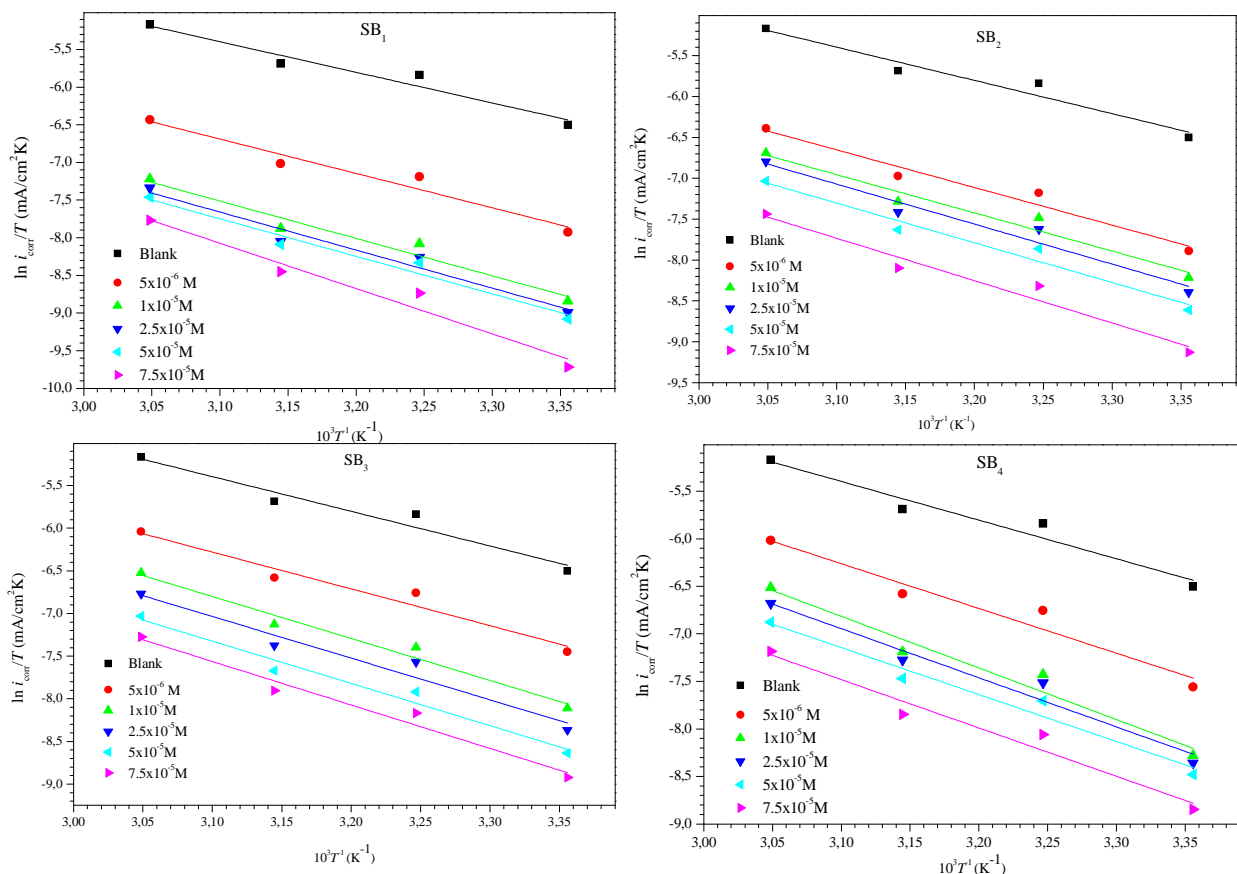 SB1
ln i_corr/T (mA/cm²K)
-5,5
-6,0
-6,5
-7,0
-7,5
-8,0
-8,5
-9,0
-9,5
-10,0
Blank
5x10⁻⁶ M
1x10⁻⁵M
2.5x10⁻⁵M
5x10⁻⁵M
7.5x10⁻⁵M
3,00 3,05 3,10 3,15 3,20 3,25 3,30 3,35
10³T⁻¹(K⁻¹)
SB2
ln i_corr/T (mA/cm²K)
-5,5
-6,0
-6,5
-7,0
-7,5
-8,0
-8,5
-9,0
-9,5
Blank
5x10⁻⁶ M
1x10⁻⁵M
2.5x10⁻⁵M
5x10⁻⁵M
7.5x10⁻⁵M
3,00 3,05 3,10 3,15 3,20 3,25 3,30 3,35
10³T⁻¹(K⁻¹)
SB3
ln i_corr/T (mA/cm²K)
-5,5
-6,0
-6,5
-7,0
-7,5
-8,0
-8,5
-9,0
Blank
5x10⁻⁶ M
1x10⁻⁵M
2.5x10⁻⁵M
5x10⁻⁵M
7.5x10⁻⁵M
3,00 3,05 3,10 3,15 3,20 3,25 3,30 3,35
10³T⁻¹(K⁻¹)
SB4
ln i_corr/T (mA/cm²K)
-5,5
-6,0
-6,5
-7,0
-7,5
-8,0
-8,5
-9,0
Blank
5x10⁻⁶ M
1x10⁻⁵M
2.5x10⁻⁵M
5x10⁻⁵M
7.5x10⁻⁵M
3,00 3,05 3,10 3,15 3,20 3,25 3,30 3,35
10³T⁻¹(K⁻¹)